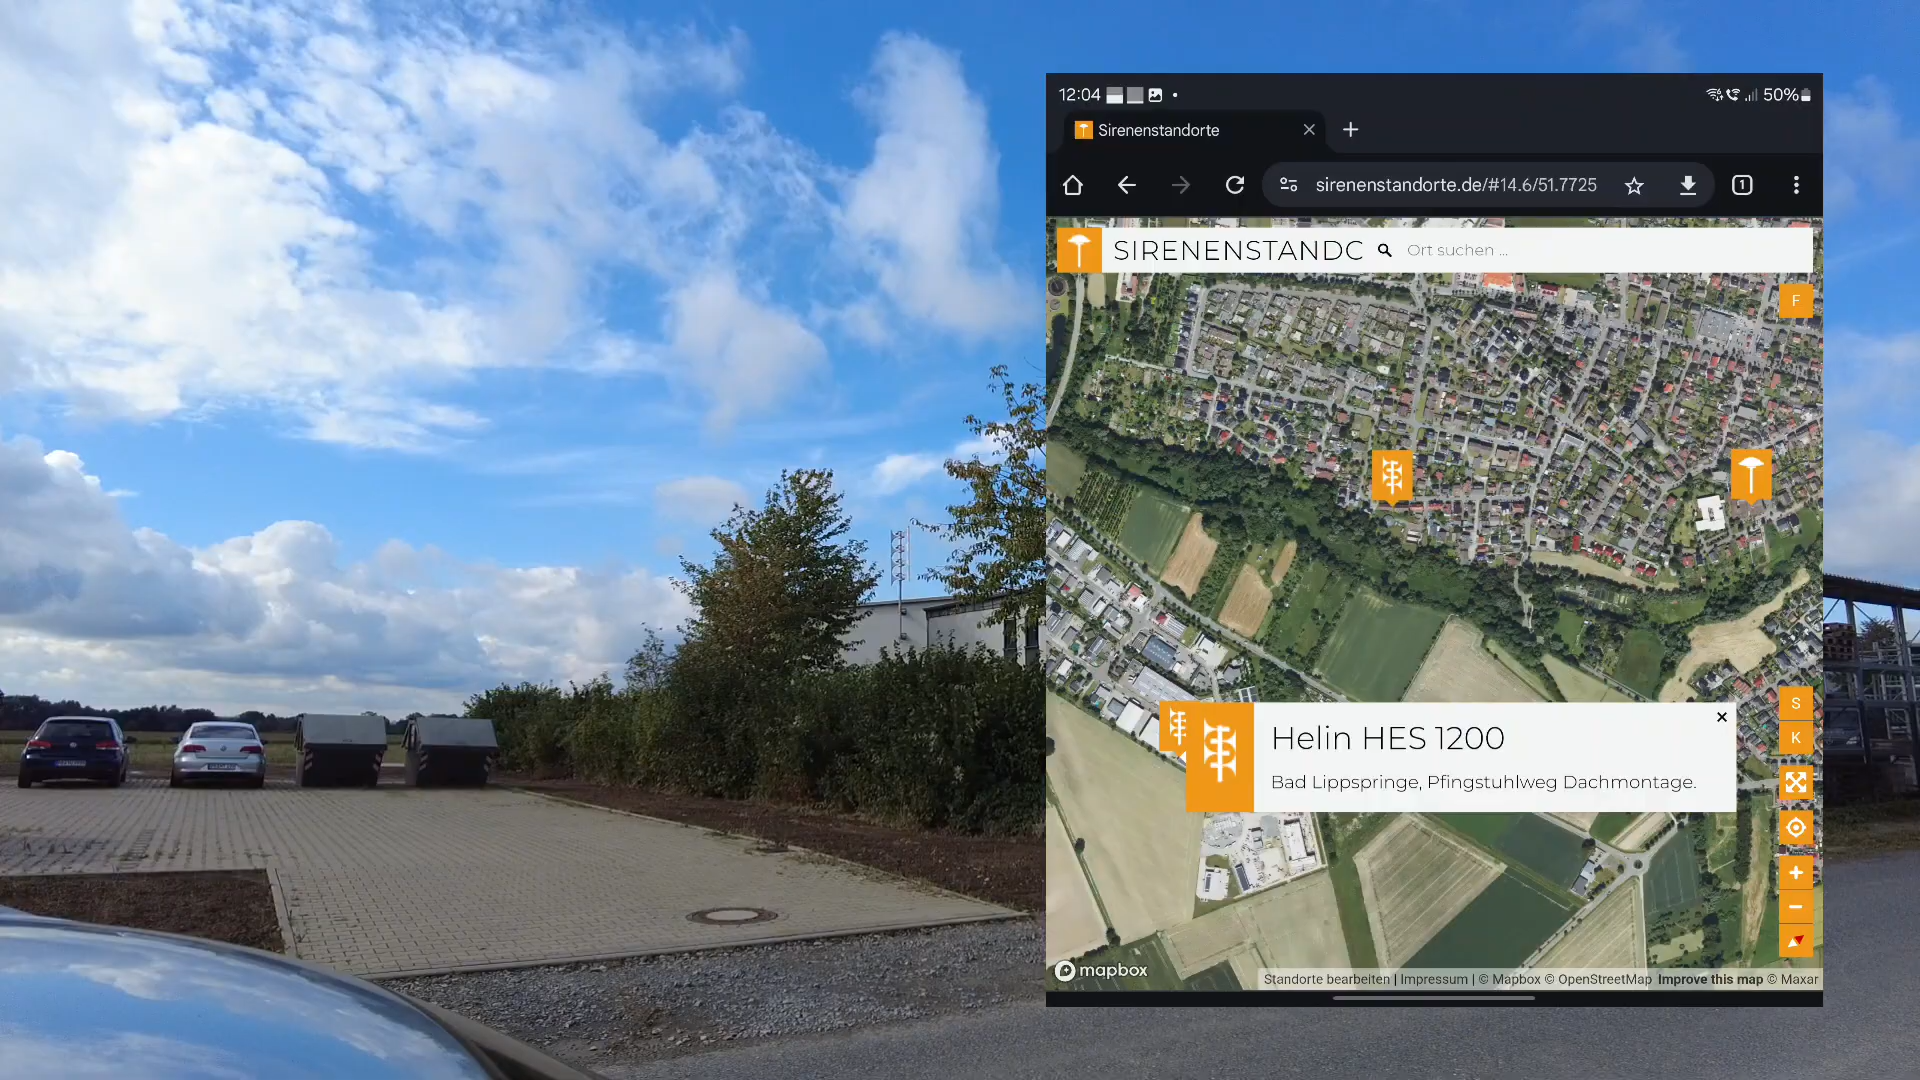 12:04
50%
Sirenenstandorte
sirenenstandorte.de/#14.6/51.7725
1
SIRENENSTANDC
Ort suchen ...
F
Helin HES 1200
Bad Lippspringe, Pfingstuhlweg Dachmontage.
S
K
mapbox
Standorte bearbeiten | Impressum | © Mapbox © OpenStreetMap Improve this map © Maxar